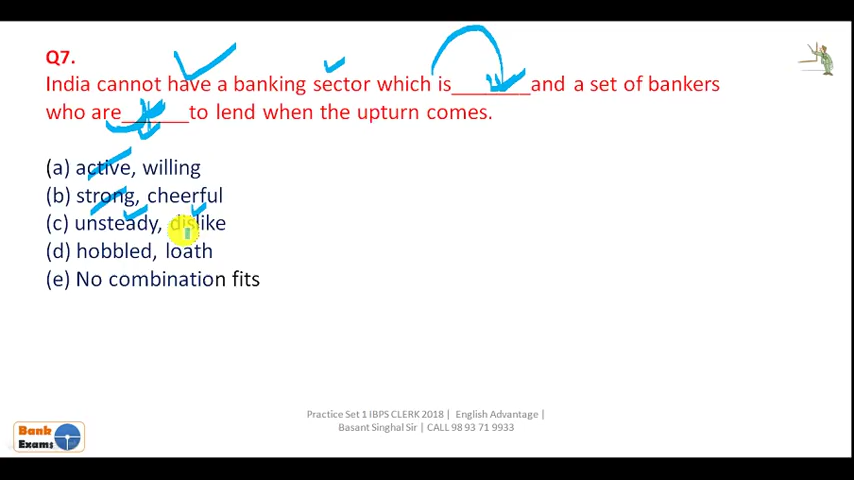 Q7.
India cannot have a banking sector which is_______and a set of bankers
who are______to lend when the upturn comes.
(a) active, willing
(b) strong, cheerful
(c) unsteady, dislike
(d) hobbled, loath
(e) No combination fits
Practice Set 1 IBPS CLERK 2018 | English Advantage |
Basant Singhal Sir | CALL 98 93 71 9933
Bank
Exams